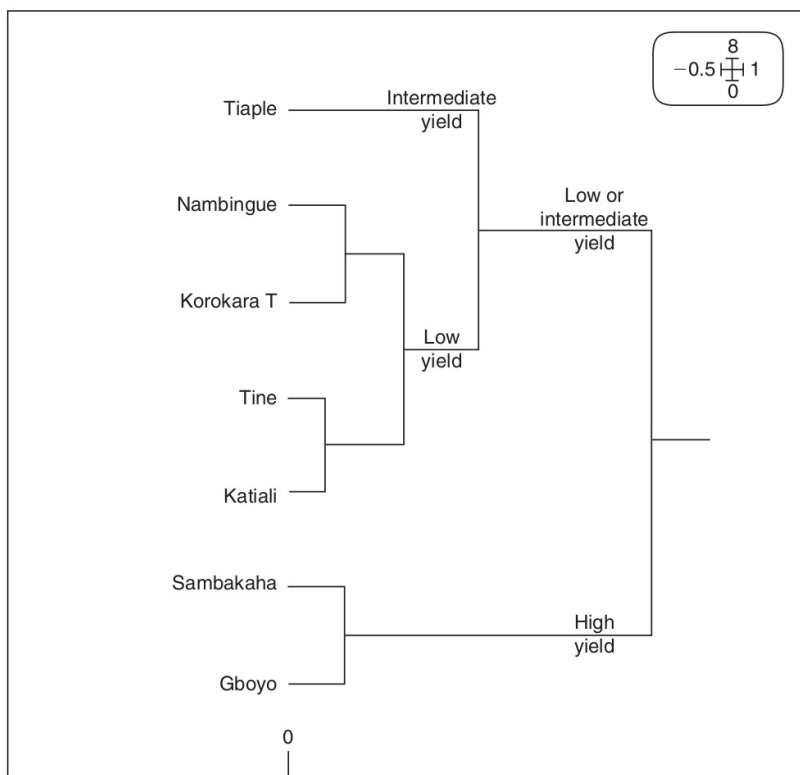 8
−0.5 1
0
Tiaple
Intermediate
yield
Nambingue
Low or
intermediate
yield
Korokara T
Low
yield
Tine
Katiali
Sambakaha
High
yield
Gboyo
0